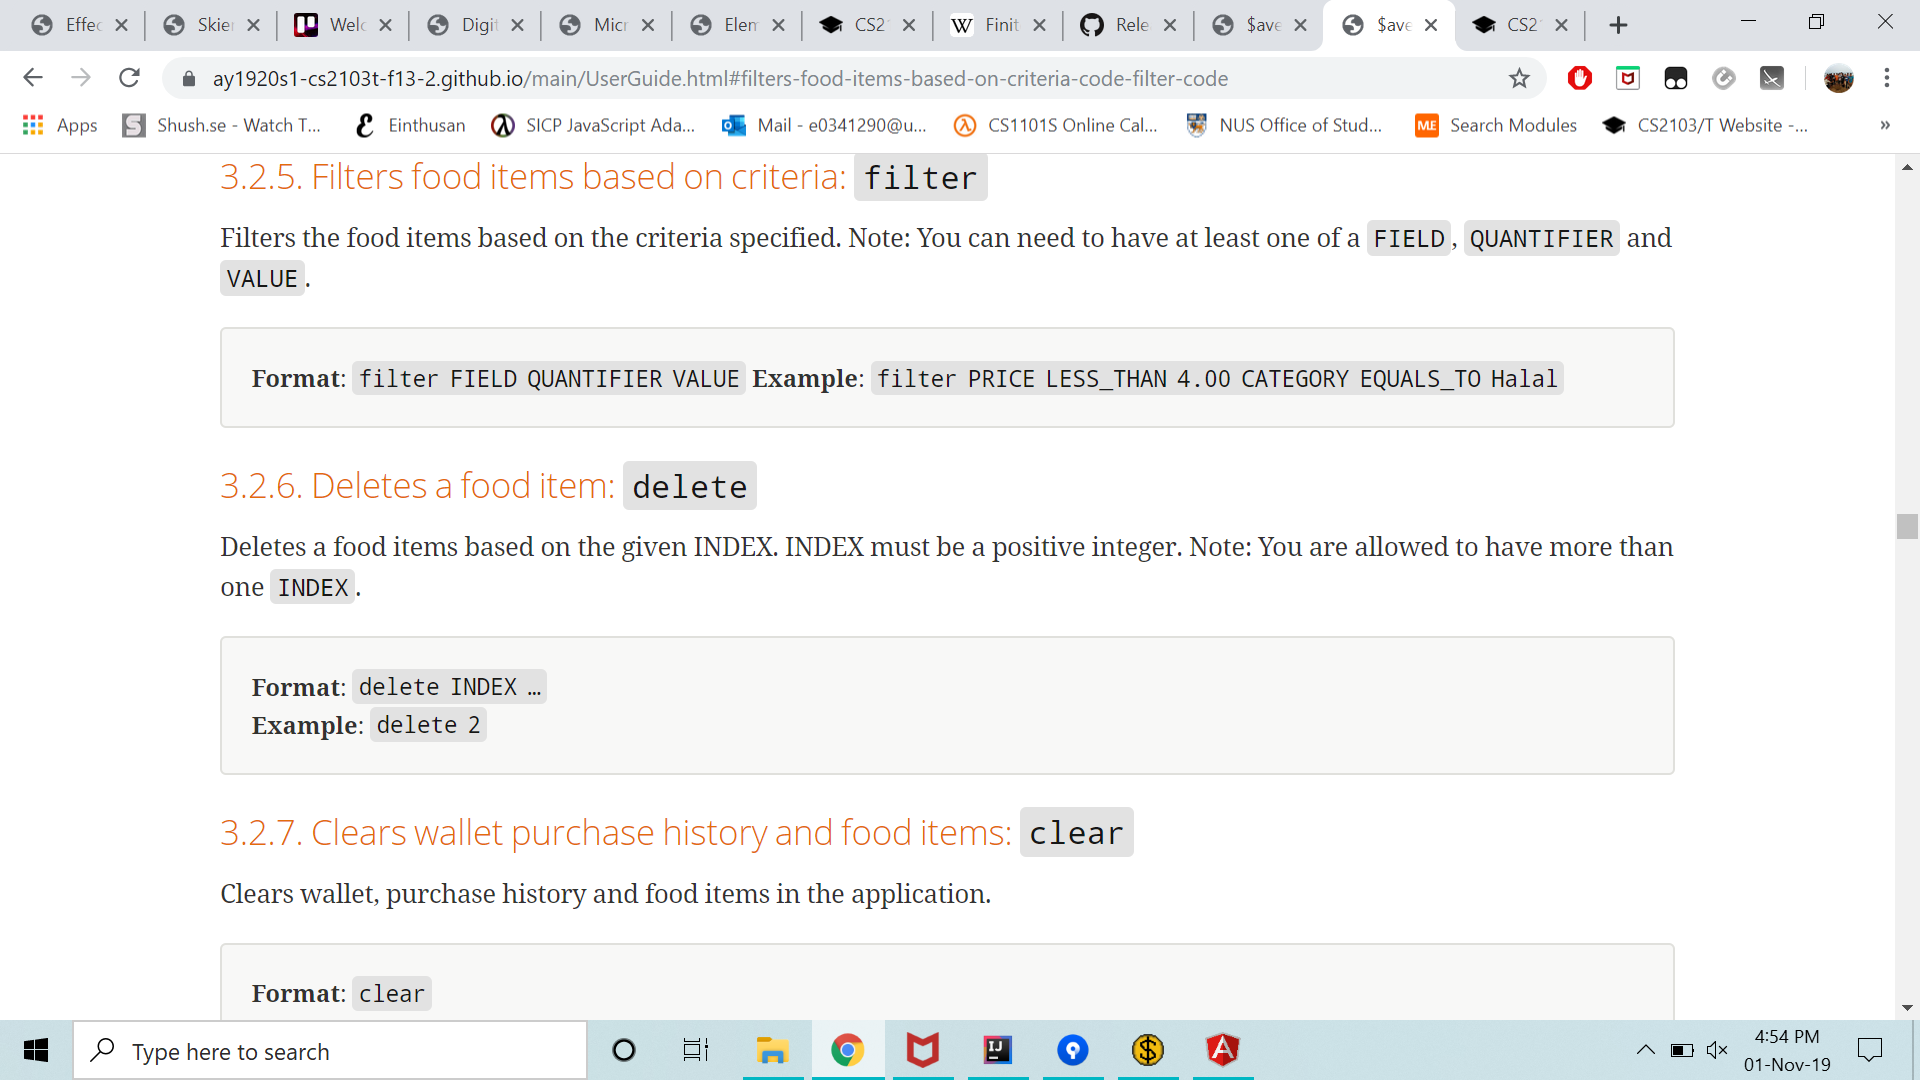 Effec Skier Welc Digit Micr Elem CS2 Finit Rele $ave $ave CS2
ay1920s1-cs2103t-f13-2.github.io/main/UserGuide.html#filters-food-items-based-on-criteria-code-filter-code
Apps Shush.se - Watch T... Einthusan SICP JavaScript Ada... Mail - e0341290@u... CS1101S Online Cal... NUS Office of Stud... ME Search Modules CS2103/T Website -... »
3.2.5. Filters food items based on criteria: filter
Filters the food items based on the criteria specified. Note: You can need to have at least one of a FIELD, QUANTIFIER and
VALUE.
Format: filter FIELD QUANTIFIER VALUE Example: filter PRICE LESS_THAN 4.00 CATEGORY EQUALS_TO Halal
3.2.6. Deletes a food item: delete
Deletes a food items based on the given INDEX. INDEX must be a positive integer. Note: You are allowed to have more than
one INDEX.
Format: delete INDEX …
Example: delete 2
3.2.7. Clears wallet purchase history and food items: clear
Clears wallet, purchase history and food items in the application.
Format: clear
Type here to search
4:54 PM
01-Nov-19